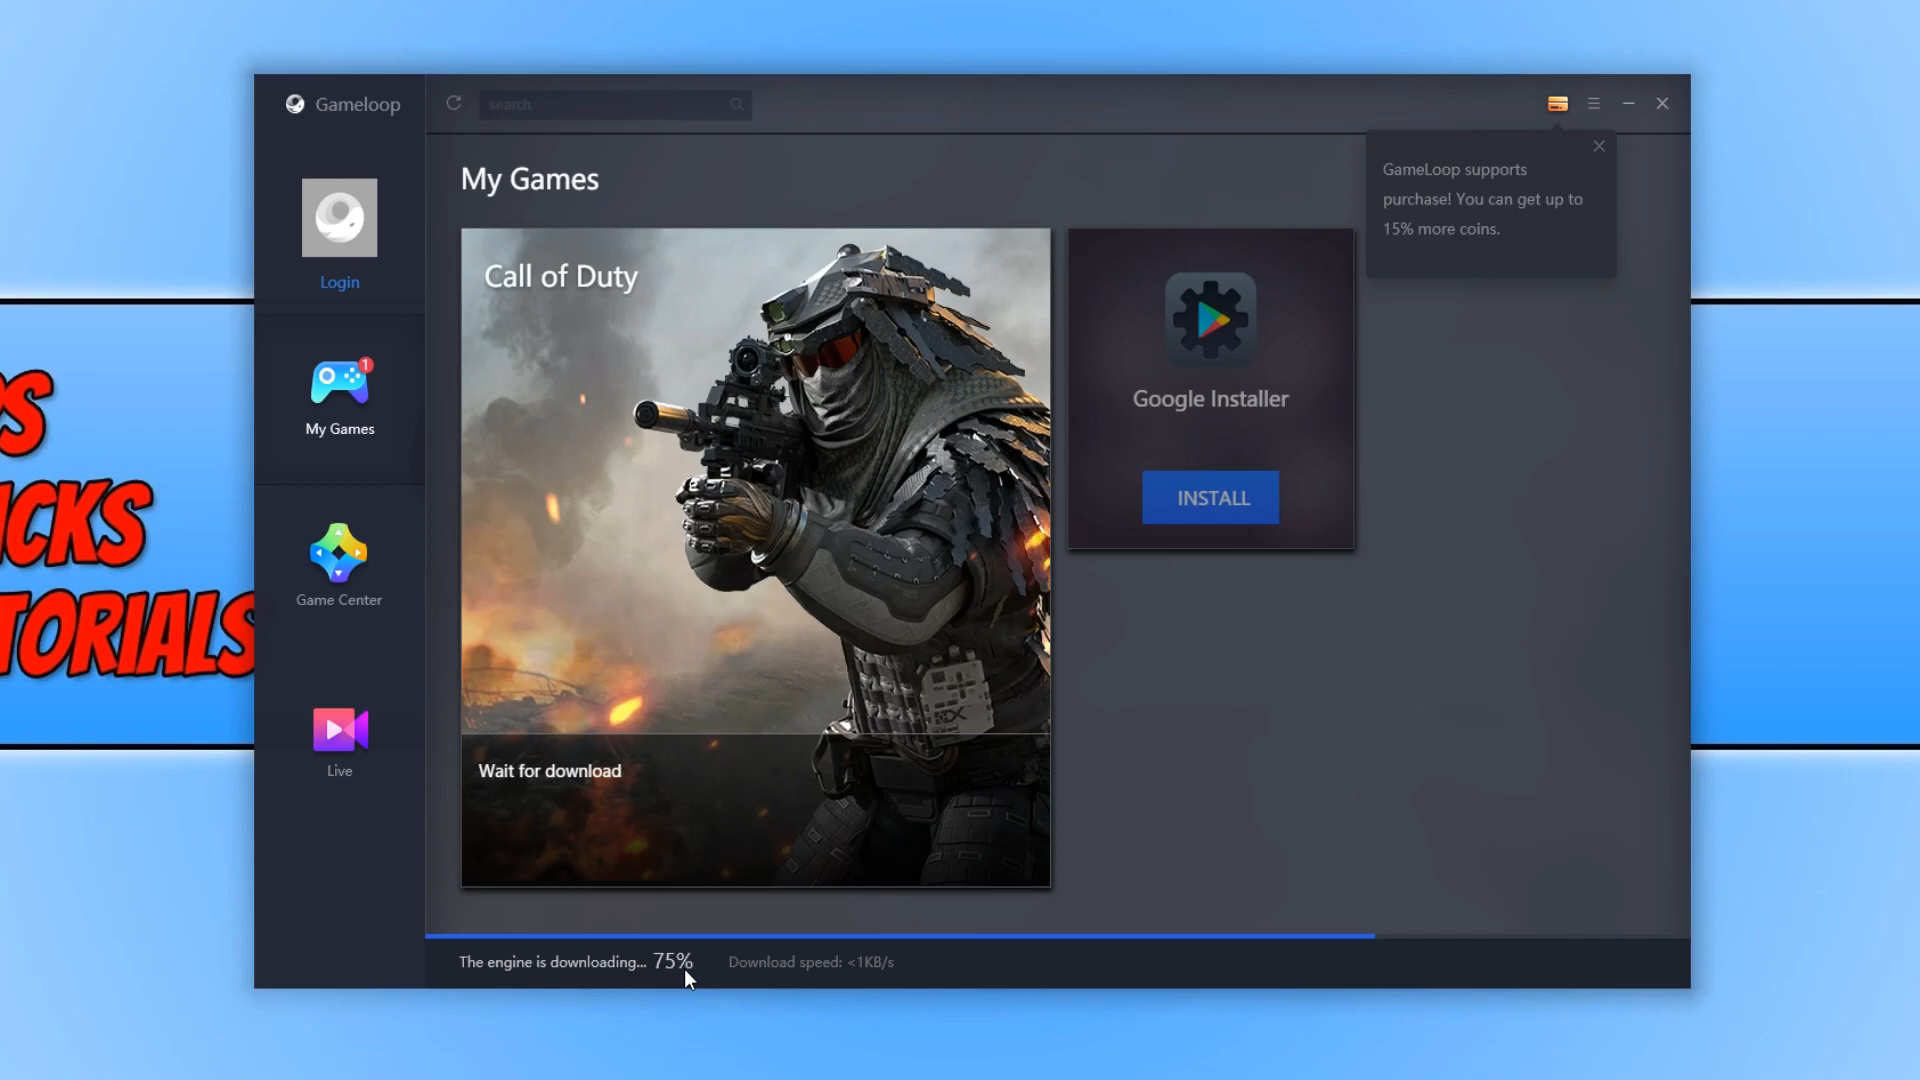 Gameloop
search
GameLoop supports
purchase! You can get up to
15% more coins.
My Games
Login
Call of Duty
Google Installer
INSTALL
1
My Games
Game Center
Live
Wait for download
The engine is downloading... 75%
Download speed: <1KB/s